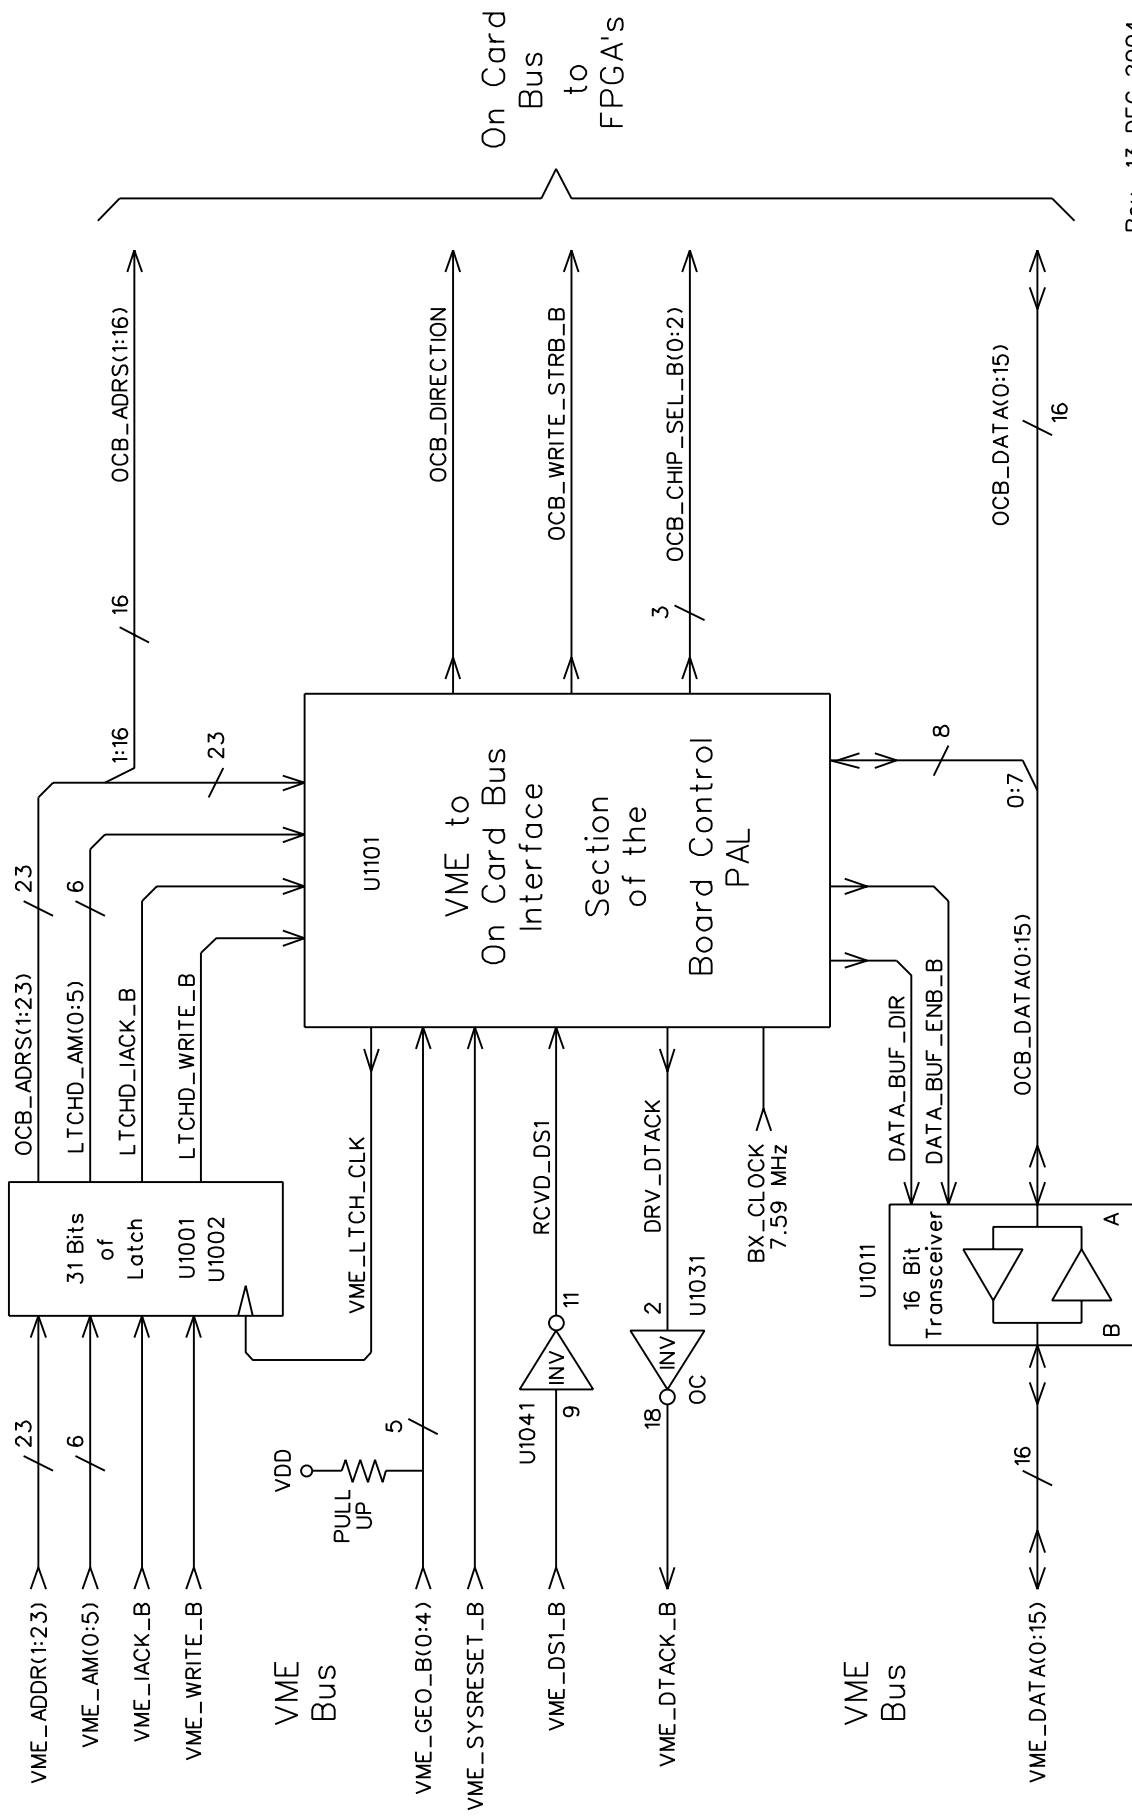 VME_ADDR(1:23)
23
VME_AM(0:5)
6
VME_IACK_B
VME_WRITE_B
31 Bits
of
Latch
U1001
U1002
OCB_ADRS(1:23)
23
LTCHD_AM(0:5)
6
LTCHD_IACK_B
LTCHD_WRITE_B
1:16
16
OCB_ADRS(1:16)
23
VME
Bus
VDD
PULL
UP
VME_LTCH_CLK
VME_GEO_B(0:4)
5
VME_SYSRESET_B
VME_DS1_B
U1041
9
INV
11
RCVD_DS1
VME_DTACK_B
18
OC
INV
2
U1031
DRV_DTACK
BX_CLOCK
7.59 MHz
U1101
VME to
On Card Bus
Interface
Section
of the
Board Control
PAL
OCB_DIRECTION
OCB_WRITE_STRB_B
3
OCB_CHIP_SEL_B(0:2)
On Card
Bus
to
FPGA's
VME
Bus
VME_DATA(0:15)
16
U1011
16 Bit
Transceiver
B
A
DATA_BUF_DIR
DATA_BUF_ENB_B
OCB_DATA(0:15)
0:7
8
OCB_DATA(0:15)
16